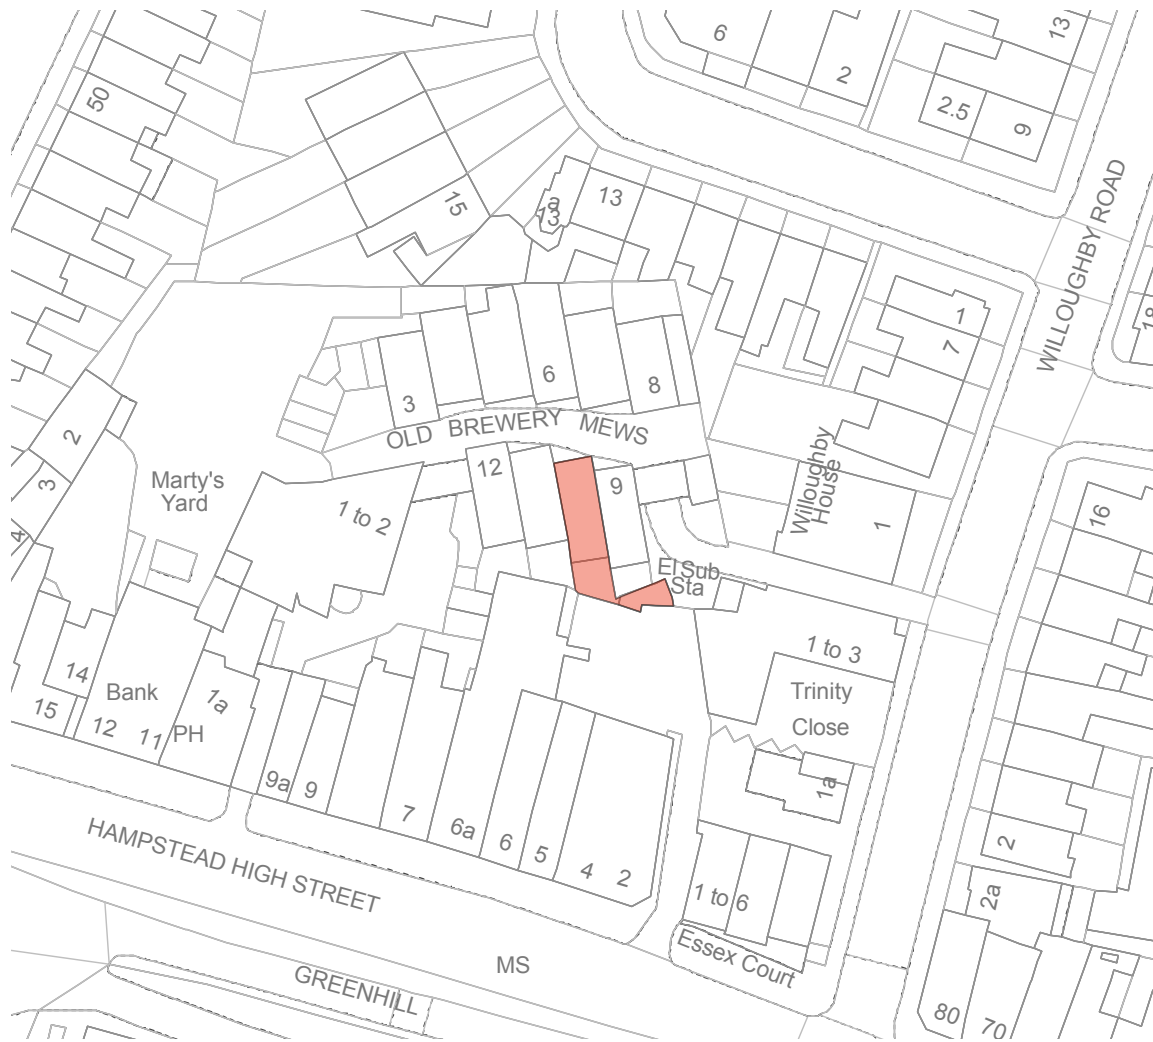 6
13
2
50
2.5
9
15
a
13
13
WILLOUGHBY ROAD
1
18
7
6
8
3
OLD BREWERY MEWS
2
12
9
Willoughby
House
3
Marty's
Yard
1 to 2
1
16
4
El Sub
Sta
1 to 3
14
Bank
1a
Trinity
Close
15
12
11
PH
9a
9
1a
7
6a
6
5
4
2
2
HAMPSTEAD HIGH STREET
1 to 6
2a
Essex Court
MS
GREENHILL
80
70